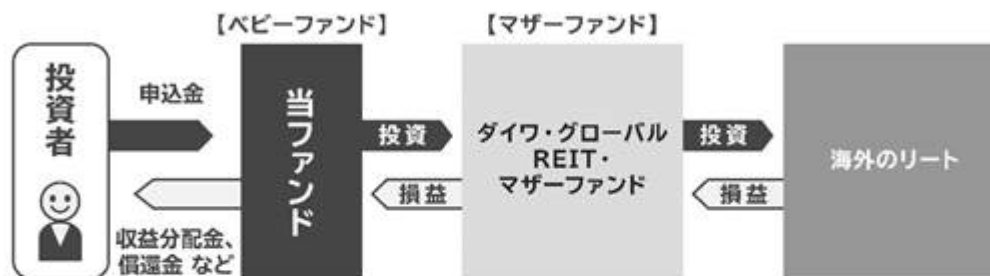 【ベビーファンド】
【マザーファンド】
投資者
申込金
収益分配金、
償還金 など
当ファンド
投資
損益
ダイワ・グローバル
REIT・
マザーファンド
投資
損益
海外のリート